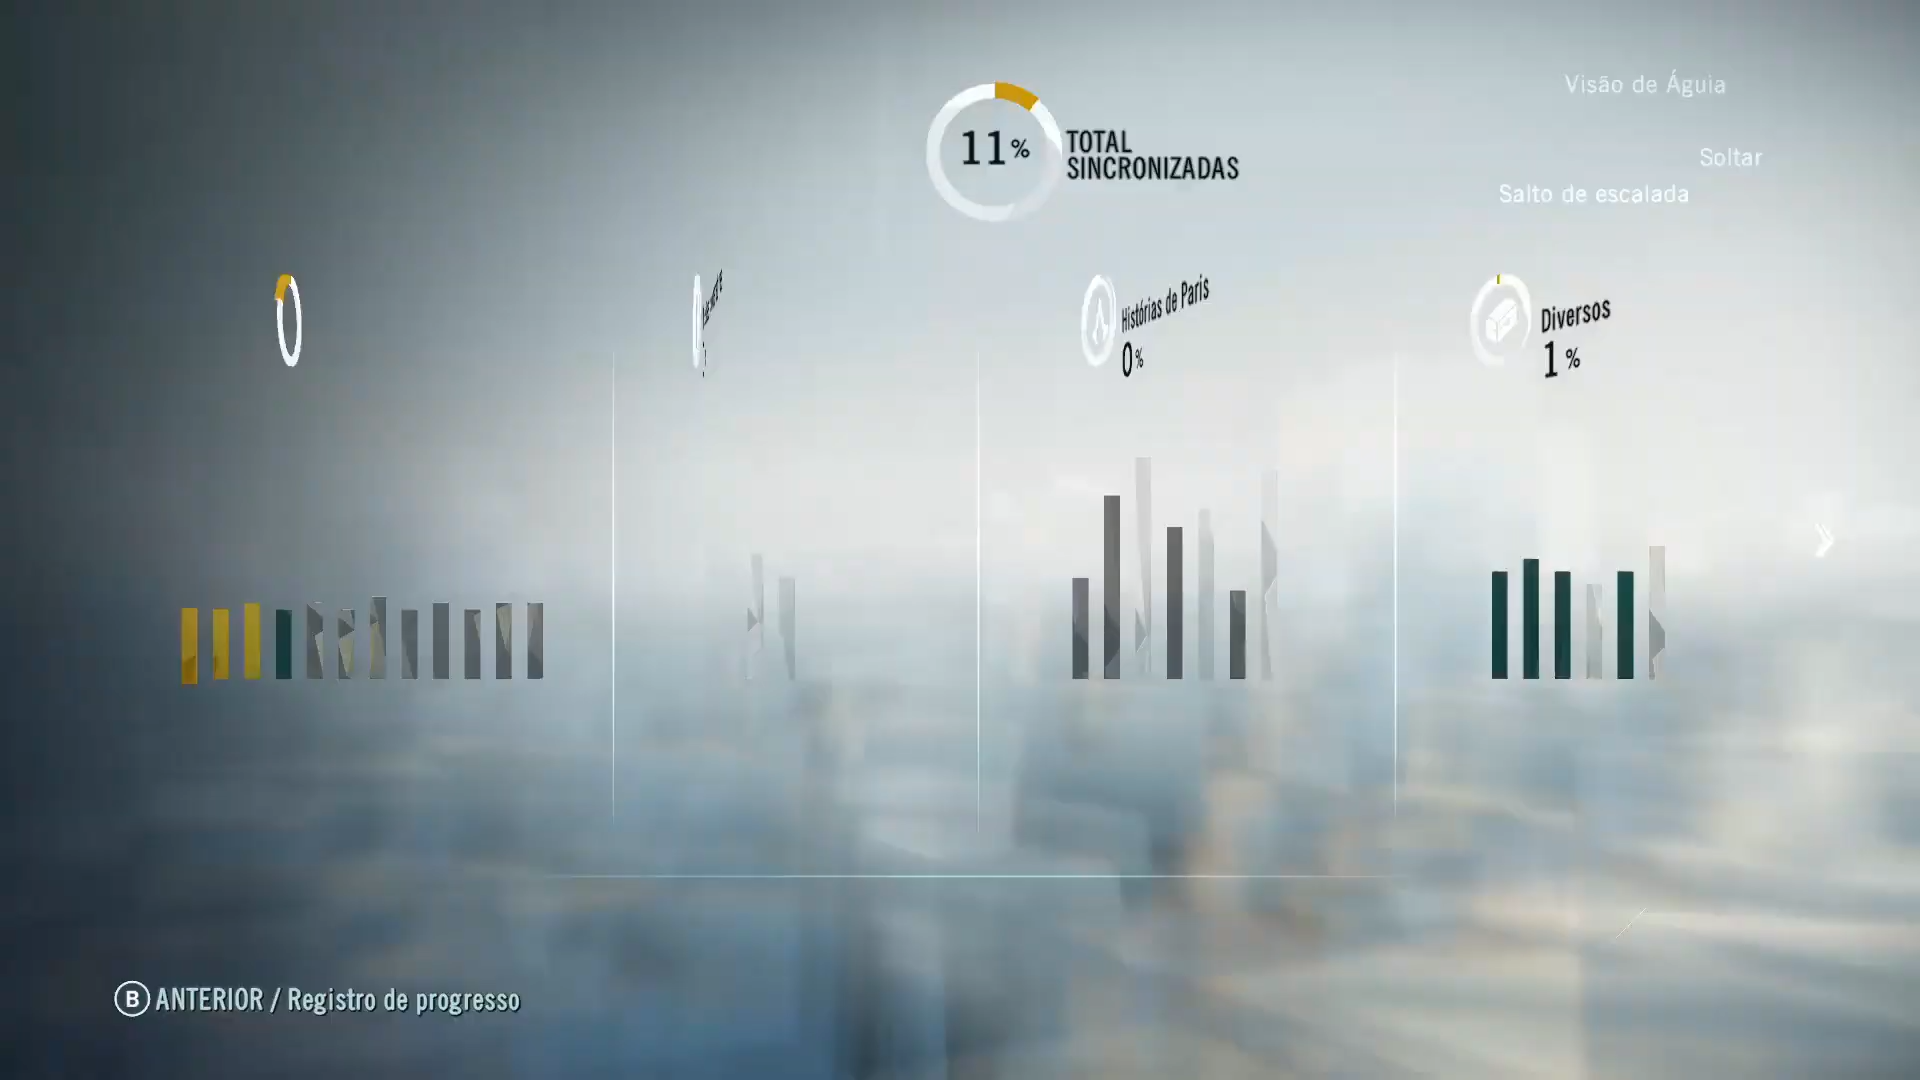 Visão de Águia
11%
TOTAL
SINCRONIZADAS
Soltar
Salto de escalada
Histórias de Paris
0%
Diversos
1%
B ANTERIOR / Registro de progresso